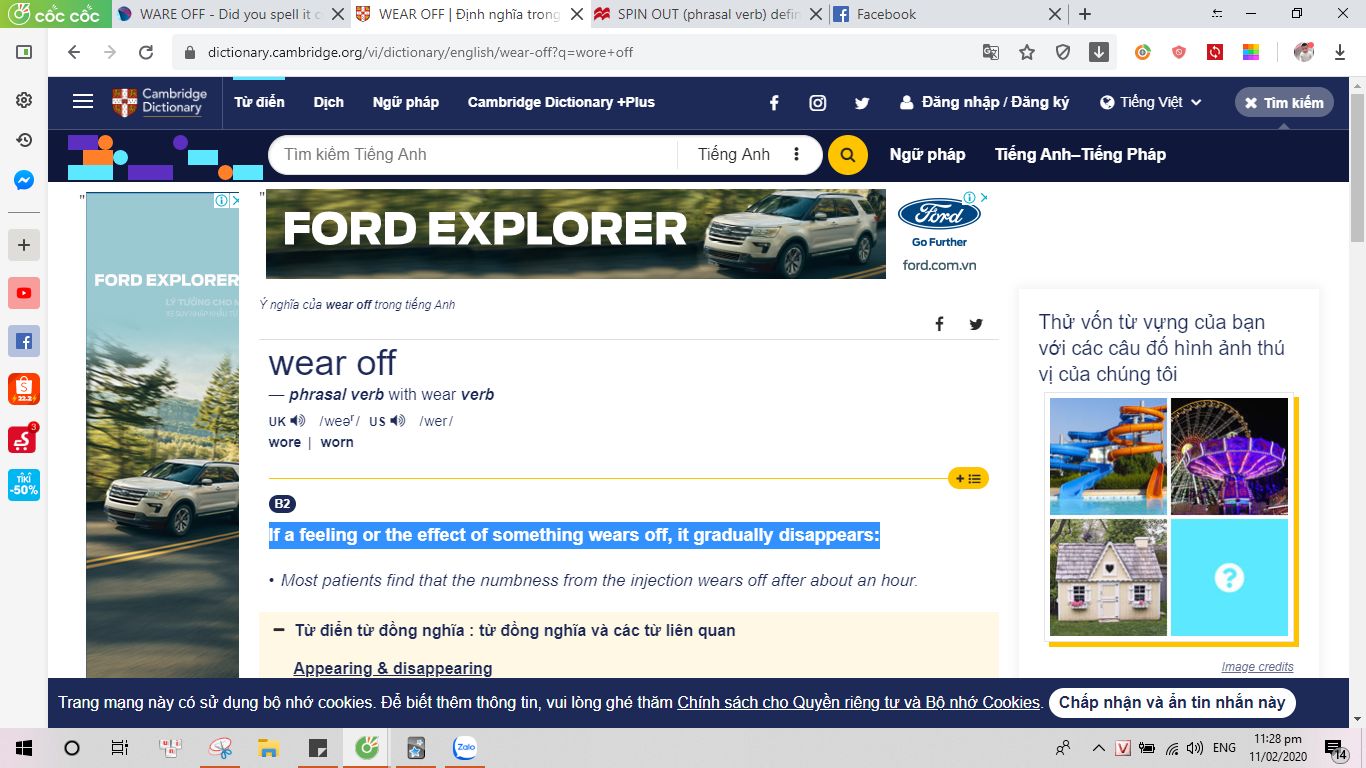 cốc cốc
WARE OFF - Did you spell it c
WEAR OFF | Định nghĩa trong
SPIN OUT (phrasal verb) defin
Facebook
dictionary.cambridge.org/vi/dictionary/english/wear-off?q=wore+off
Cambridge
Dictionary
Từ điển
Dịch
Ngữ pháp
Cambridge Dictionary +Plus
Đăng nhập / Đăng ký
Tiếng Việt
Tìm kiếm
Tìm kiếm Tiếng Anh
Tiếng Anh
Ngữ pháp
Tiếng Anh–Tiếng Pháp
"
FORD EXPLORER
LÝ TƯỞNG CHO
"
FORD EXPLORER
Ford
Go Further
ford.com.vn
Ý nghĩa của wear off trong tiếng Anh
wear off
— phrasal verb with wear verb
UK /weər/ US /wer/
wore | worn
B2
If a feeling or the effect of something wears off, it gradually disappears:
• Most patients find that the numbness from the injection wears off after about an hour.
Từ điển từ đồng nghĩa : từ đồng nghĩa và các từ liên quan
Appearing & disappearing
Thử vốn từ vựng của bạn
với các câu đố hình ảnh thú
vị của chúng tôi
?
Image credits
22.2
3
TIKI
-50%
Trang mạng này có sử dụng bộ nhớ cookies. Để biết thêm thông tin, vui lòng ghé thăm Chính sách cho Quyền riêng tư và Bộ nhớ Cookies.
Chấp nhận và ẩn tin nhắn này
Zalo
V
ENG
11:28 pm
11/02/2020
14